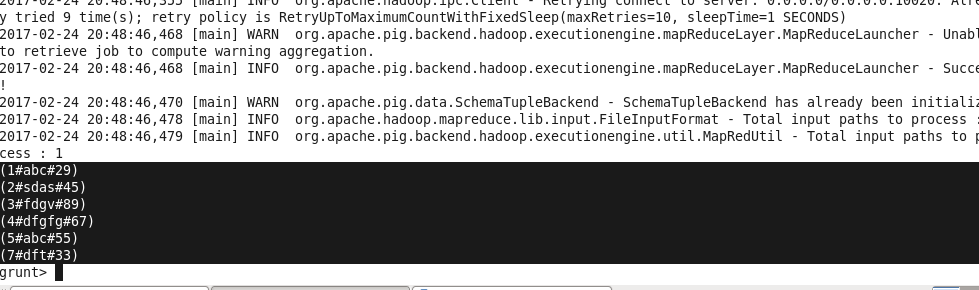 2017-02-24 20:48:46,355 [main] INFO  org.apache.hadoop.ipc.Client - Retrying connect to server: 0.0.0.0/0.0.0.0:10020. Alre
y tried 9 time(s); retry policy is RetryUpToMaximumCountWithFixedSleep(maxRetries=10, sleepTime=1 SECONDS)
2017-02-24 20:48:46,468 [main] WARN  org.apache.pig.backend.hadoop.executionengine.mapReduceLayer.MapReduceLauncher - Unabl
to retrieve job to compute warning aggregation.
2017-02-24 20:48:46,468 [main] INFO  org.apache.pig.backend.hadoop.executionengine.mapReduceLayer.MapReduceLauncher - Succe
!
2017-02-24 20:48:46,470 [main] WARN  org.apache.pig.data.SchemaTupleBackend - SchemaTupleBackend has already been initializ
2017-02-24 20:48:46,478 [main] INFO  org.apache.hadoop.mapreduce.lib.input.FileInputFormat - Total input paths to process :
2017-02-24 20:48:46,479 [main] INFO  org.apache.pig.backend.hadoop.executionengine.util.MapRedUtil - Total input paths to p
cess : 1
(1#abc#29)
(2#sdas#45)
(3#fdgv#89)
(4#dfgfg#67)
(5#abc#55)
(7#dft#33)
grunt>